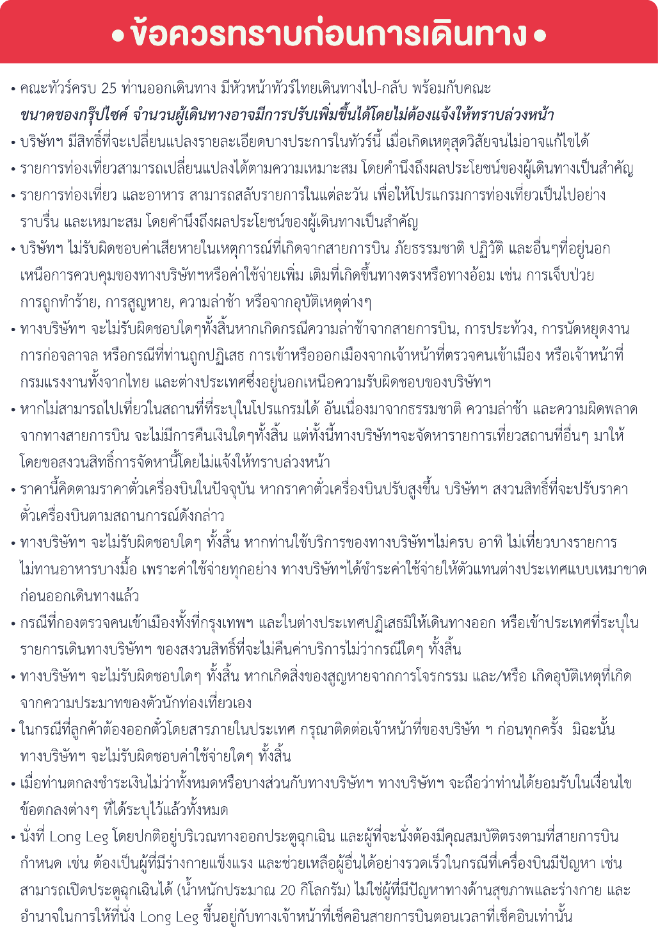 • ข้อควรทราบก่อนการเดินทาง •
• คณะทัวร์ครบ 25 ท่านออกเดินทาง มีหัวหน้าทัวร์ไทยเดินทางไป-กลับ พร้อมกับคณะ
ขนาดของกรุ๊ปไซค์ จำนวนผู้เดินทางอาจมีการปรับเพิ่มขึ้นได้โดยไม่ต้องแจ้งให้ทราบล่วงหน้า
• บริษัทฯ มีสิทธิ์ที่จะเปลี่ยนแปลงรายละเอียดบางประการในทัวร์นี้ เมื่อเกิดเหตุสุดวิสัยจนไม่อาจแก้ไขได้
• รายการท่องเที่ยวสามารถเปลี่ยนแปลงได้ตามความเหมาะสม โดยคำนึงถึงผลประโยชน์ของผู้เดินทางเป็นสำคัญ
• รายการท่องเที่ยว และอาหาร สามารถสลับรายการในแต่ละวัน เพื่อให้โปรแกรมการท่องเที่ยวเป็นไปอย่าง
ราบรื่น และเหมาะสม โดยคำนึงถึงผลประโยชน์ของผู้เดินทางเป็นสำคัญ
• บริษัทฯ ไม่รับผิดชอบค่าเสียหายในเหตุการณ์ที่เกิดจากสายการบิน ภัยธรรมชาติ ปฏิวัติ และอื่นๆที่อยู่นอก
เหนือการควบคุมของทางบริษัทฯหรือค่าใช้จ่ายเพิ่ม เติมที่เกิดขึ้นทางตรงหรือทางอ้อม เช่น การเจ็บป่วย
การถูกทำร้าย, การสูญหาย, ความล่าช้า หรือจากอุบัติเหตุต่างๆ
• ทางบริษัทฯ จะไม่รับผิดชอบใดๆทั้งสิ้นหากเกิดกรณีความล่าช้าจากสายการบิน, การประท้วง, การนัดหยุดงาน
การก่อจลาจล หรือกรณีที่ท่านถูกปฏิเสธ การเข้าหรือออกเมืองจากเจ้าหน้าที่ตรวจคนเข้าเมือง หรือเจ้าหน้าที่
กรมแรงงานทั้งจากไทย และต่างประเทศซึ่งอยู่นอกเหนือความรับผิดชอบของบริษัทฯ
• หากไม่สามารถไปเที่ยวในสถานที่ที่ระบุในโปรแกรมได้ อันเนื่องมาจากธรรมชาติ ความล่าช้า และความผิดพลาด
จากทางสายการบิน จะไม่มีการคืนเงินใดๆทั้งสิ้น แต่ทั้งนี้ทางบริษัทฯจะจัดหารายการเที่ยวสถานที่อื่นๆ มาให้
โดยขอสงวนสิทธิ์การจัดหานี้โดยไม่แจ้งให้ทราบล่วงหน้า
• ราคานี้คิดตามราคาตั๋วเครื่องบินในปัจจุบัน หากราคาตั๋วเครื่องบินปรับสูงขึ้น บริษัทฯ สงวนสิทธิ์ที่จะปรับราคา
ตั๋วเครื่องบินตามสถานการณ์ดังกล่าว
• ทางบริษัทฯ จะไม่รับผิดชอบใดๆ ทั้งสิ้น หากท่านใช้บริการของทางบริษัทฯไม่ครบ อาทิ ไม่เที่ยวบางรายการ
ไม่ทานอาหารบางมื้อ เพราะค่าใช้จ่ายทุกอย่าง ทางบริษัทฯได้ชำระค่าใช้จ่ายให้ตัวแทนต่างประเทศแบบเหมาขาด
ก่อนออกเดินทางแล้ว
• กรณีที่กองตรวจคนเข้าเมืองทั้งที่กรุงเทพฯ และในต่างประเทศปฏิเสธมิให้เดินทางออก หรือเข้าประเทศที่ระบุใน
รายการเดินทางบริษัทฯ ของสงวนสิทธิ์ที่จะไม่คืนค่าบริการไม่ว่ากรณีใดๆ ทั้งสิ้น
• ทางบริษัทฯ จะไม่รับผิดชอบใดๆ ทั้งสิ้น หากเกิดสิ่งของสูญหายจากการโจรกรรม และ/หรือ เกิดอุบัติเหตุที่เกิด
จากความประมาทของตัวนักท่องเที่ยวเอง
• ในกรณีที่ลูกค้าต้องออกตั๋วโดยสารภายในประเทศ กรุณาติดต่อเจ้าหน้าที่ของบริษัท ฯ ก่อนทุกครั้ง มิฉะนั้น
ทางบริษัทฯ จะไม่รับผิดชอบค่าใช้จ่ายใดๆ ทั้งสิ้น
• เมื่อท่านตกลงชำระเงินไม่ว่าทั้งหมดหรือบางส่วนกับทางบริษัทฯ ทางบริษัทฯ จะถือว่าท่านได้ยอมรับในเงื่อนไข
ข้อตกลงต่างๆ ที่ได้ระบุไว้แล้วทั้งหมด
• นั่งที่ Long Leg โดยปกติอยู่บริเวณทางออกประตูฉุกเฉิน และผู้ที่จะนั่งต้องมีคุณสมบัติตรงตามที่สายการบิน
กำหนด เช่น ต้องเป็นผู้ที่มีร่างกายแข็งแรง และช่วยเหลือผู้อื่นได้อย่างรวดเร็วในกรณีที่เครื่องบินมีปัญหา เช่น
สามารถเปิดประตูฉุกเฉินได้ (น้ำหนักประมาณ 20 กิโลกรัม) ไม่ใช่ผู้ที่มีปัญหาทางด้านสุขภาพและร่างกาย และ
อำนาจในการให้ที่นั่ง Long Leg ขึ้นอยู่กับทางเจ้าหน้าที่เช็คอินสายการบินตอนเวลาที่เช็คอินเท่านั้น